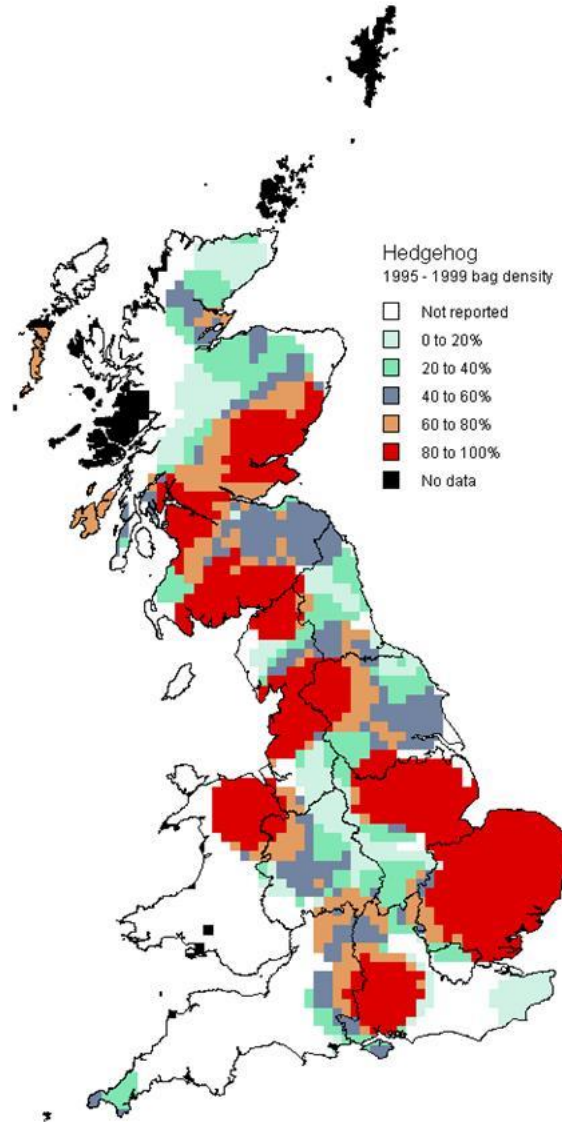 Hedgehog
1995 - 1999 bag density
Not reported
0 to 20%
20 to 40%
40 to 60%
60 to 80%
80 to 100%
No data